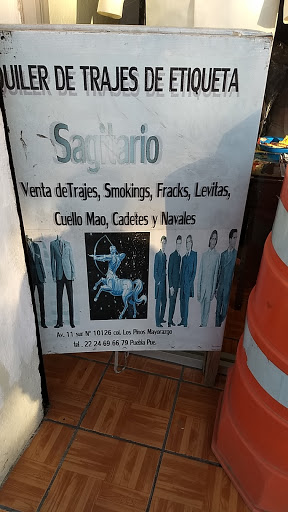 QUILER DE TRAJES DE ETIQUETA
Sagitario
Venta deTrajes, Smokings, Fracks, Levitas,
Cuello Mao, Cadetes y Navales
Av. 11 sur N° 10126 col. Los Pinos Mayorazgo
tel. 22 24 69 66 79 Puebla Pue.